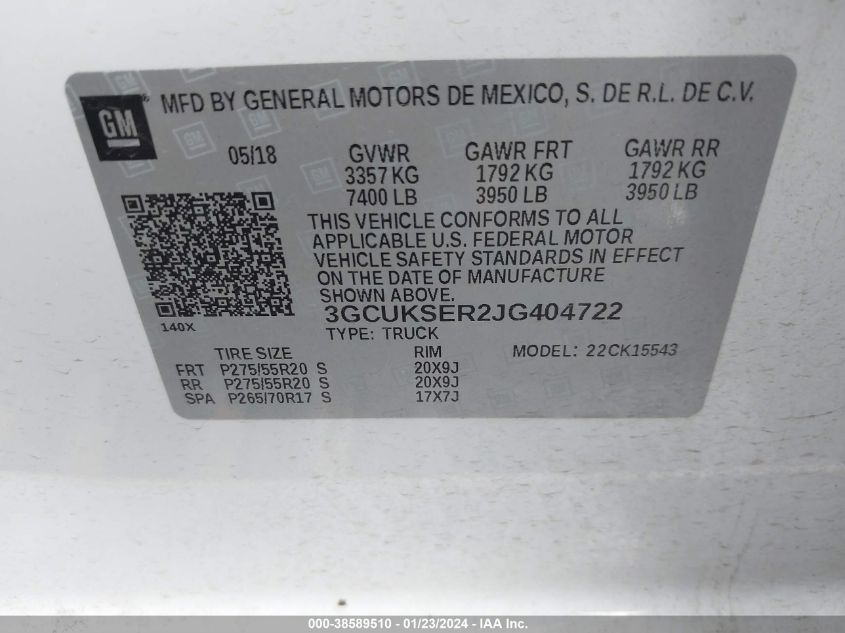 GM
MFD BY GENERAL MOTORS DE MEXICO, S. DE R.L. DE C.V.
05/18 GVWR GAWR FRT GAWR RR
3357 KG 1792 KG 1792 KG
7400 LB 3950 LB 3950 LB
THIS VEHICLE CONFORMS TO ALL
APPLICABLE U.S. FEDERAL MOTOR
VEHICLE SAFETY STANDARDS IN EFFECT
ON THE DATE OF MANUFACTURE
SHOWN ABOVE.
3GCUKSER2JG404722
140X
TYPE: TRUCK
TIRE SIZE RIM MODEL: 22CK15543
FRT P275/55R20 S 20X9J
RR P275/55R20 S 20X9J
SPA P265/70R17 S 17X7J
000-38589510 - 01/23/2024 - IAA Inc.